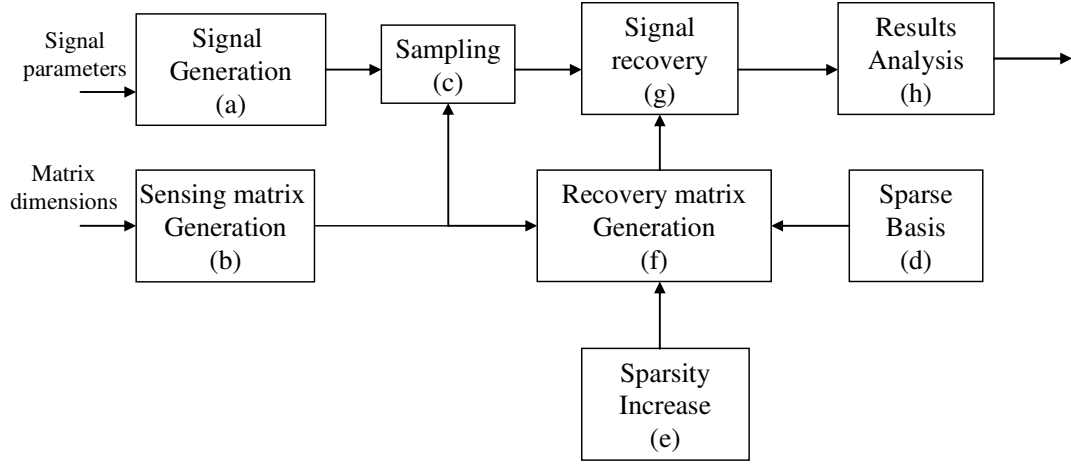 Signal
parameters
Signal
Generation
(a)
Sampling
(c)
Signal
recovery
(g)
Results
Analysis
(h)
Matrix
dimensions
Sensing matrix
Generation
(b)
Recovery matrix
Generation
(f)
Sparse
Basis
(d)
Sparsity
Increase
(e)